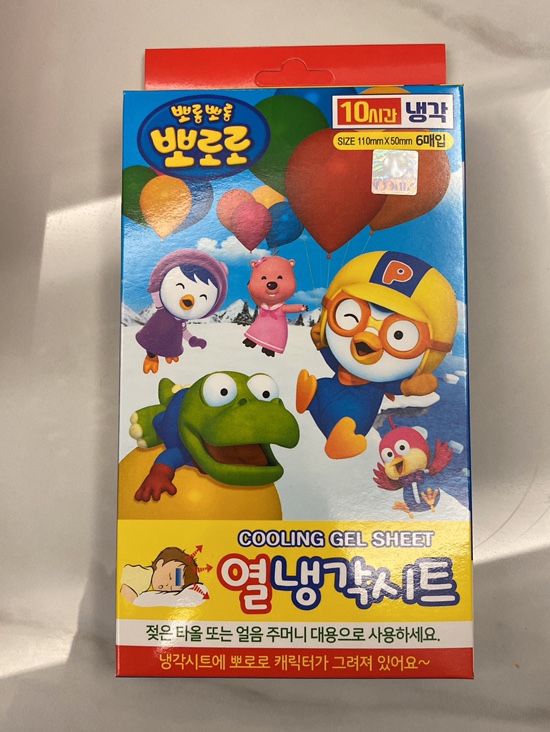 뽀롱뽀롱
뽀로로
10시간 냉각
SIZE 110mm X 50mm 6매입
P
COOLING GEL SHEET
열냉각시트
젖은 타올 또는 얼음 주머니 대용으로 사용하세요.
냉각시트에 뽀로로 캐릭터가 그려져 있어요~